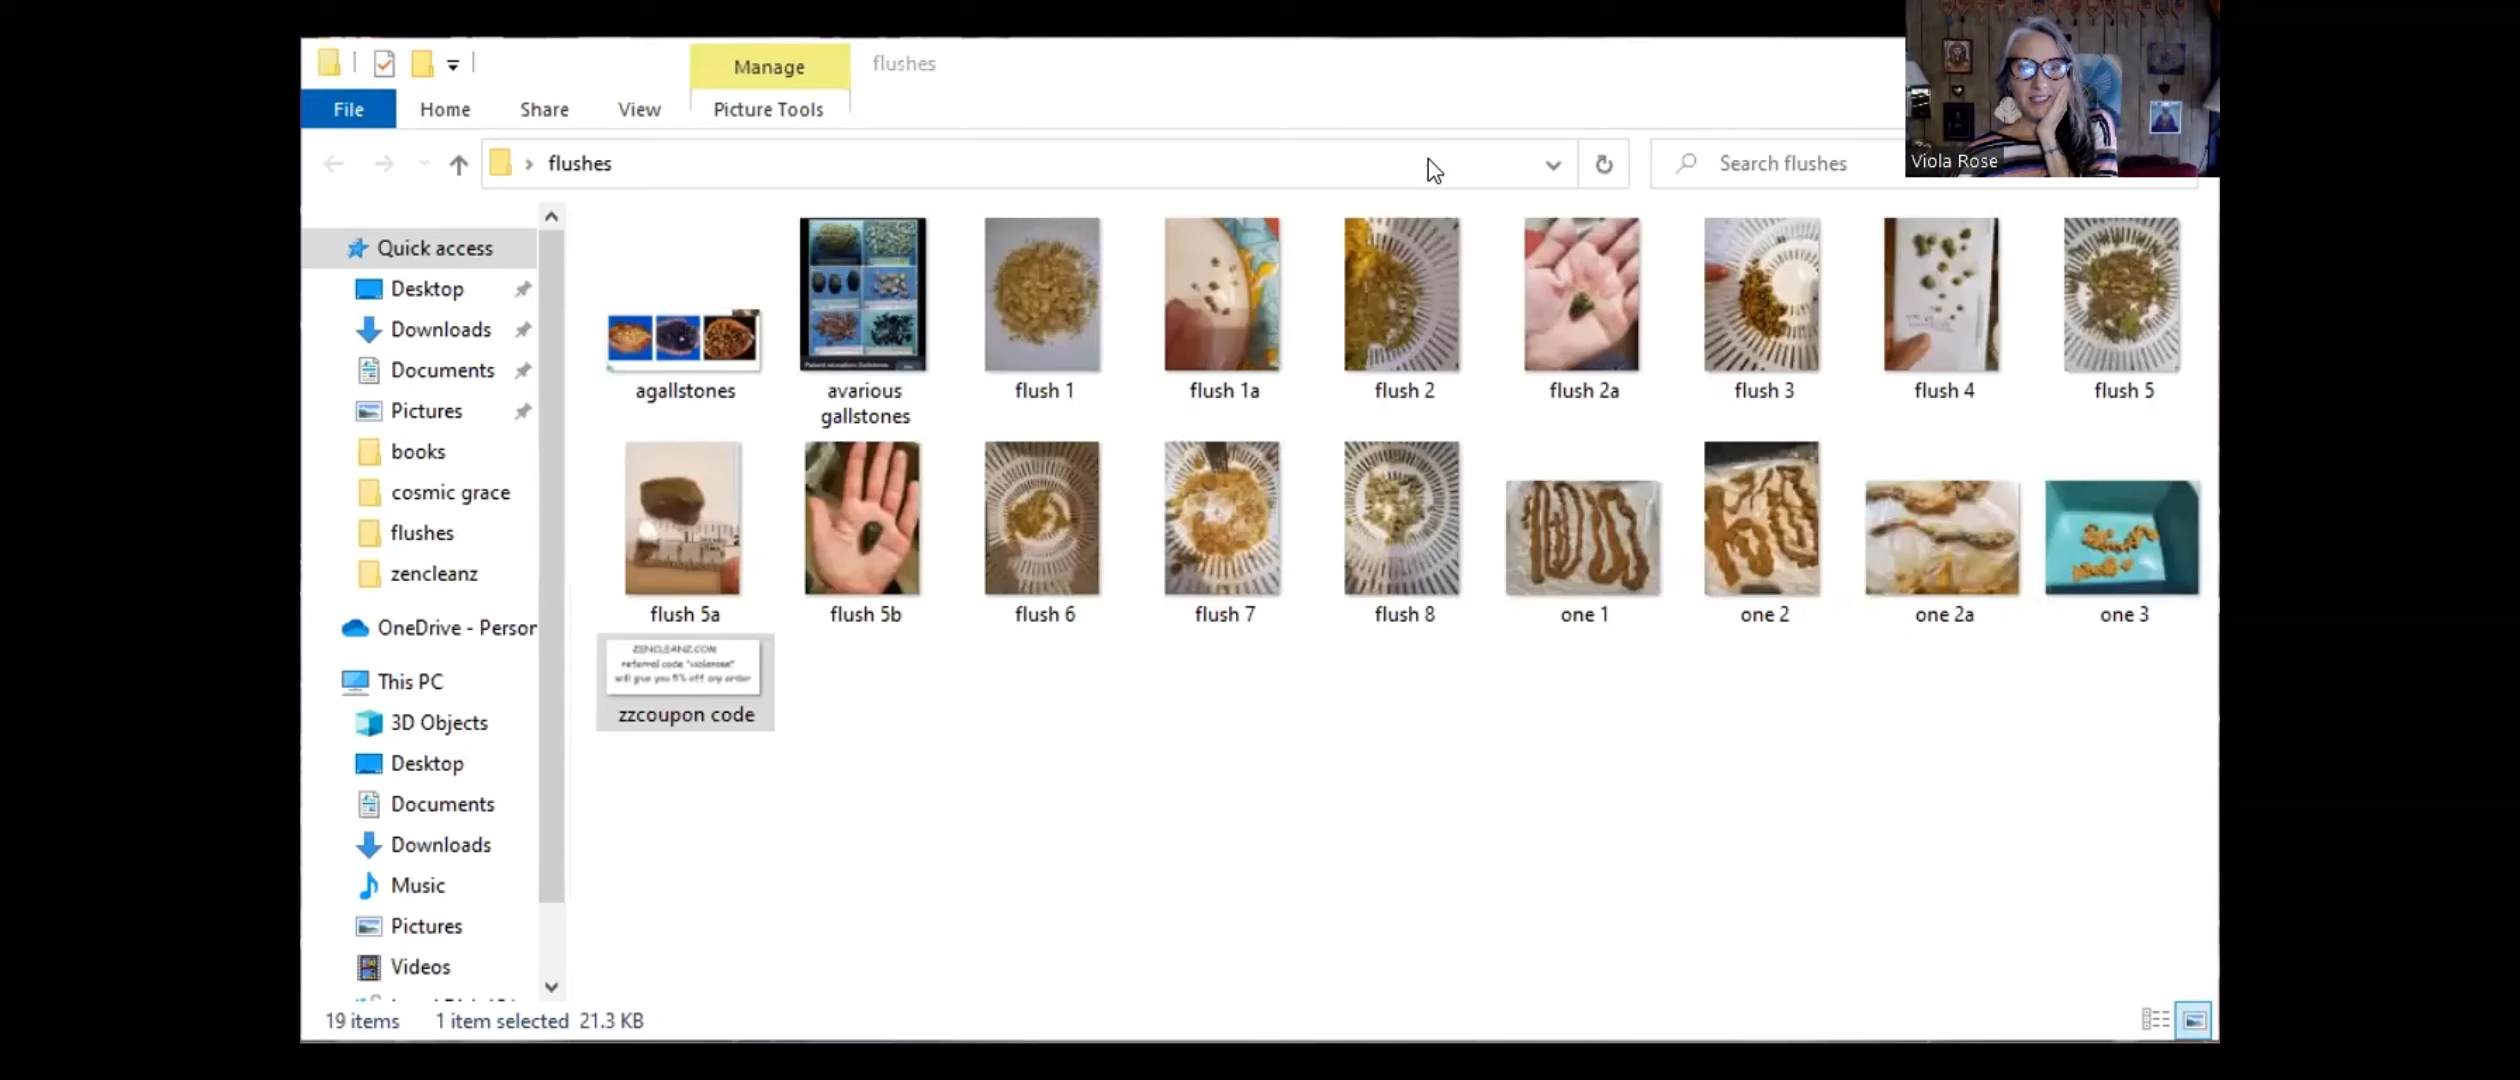 Manage
flushes
File
Home
Share
View
Picture Tools
flushes
Search flushes
Viola Rose
Quick access
Desktop
Downloads
Documents
Pictures
books
cosmic grace
flushes
zencleanz
OneDrive - Person
This PC
3D Objects
Desktop
Documents
Downloads
Music
Pictures
Videos
agallstones
avarious
gallstones
flush 1
flush 1a
flush 2
flush 2a
flush 3
flush 4
flush 5
flush 5a
flush 5b
flush 6
flush 7
flush 8
one 1
one 2
one 2a
one 3
ZENCLEANZ.COM
referral code "violarose"
will give you 5% off any order
zzcoupon code
19 items
1 item selected 21.3 KB